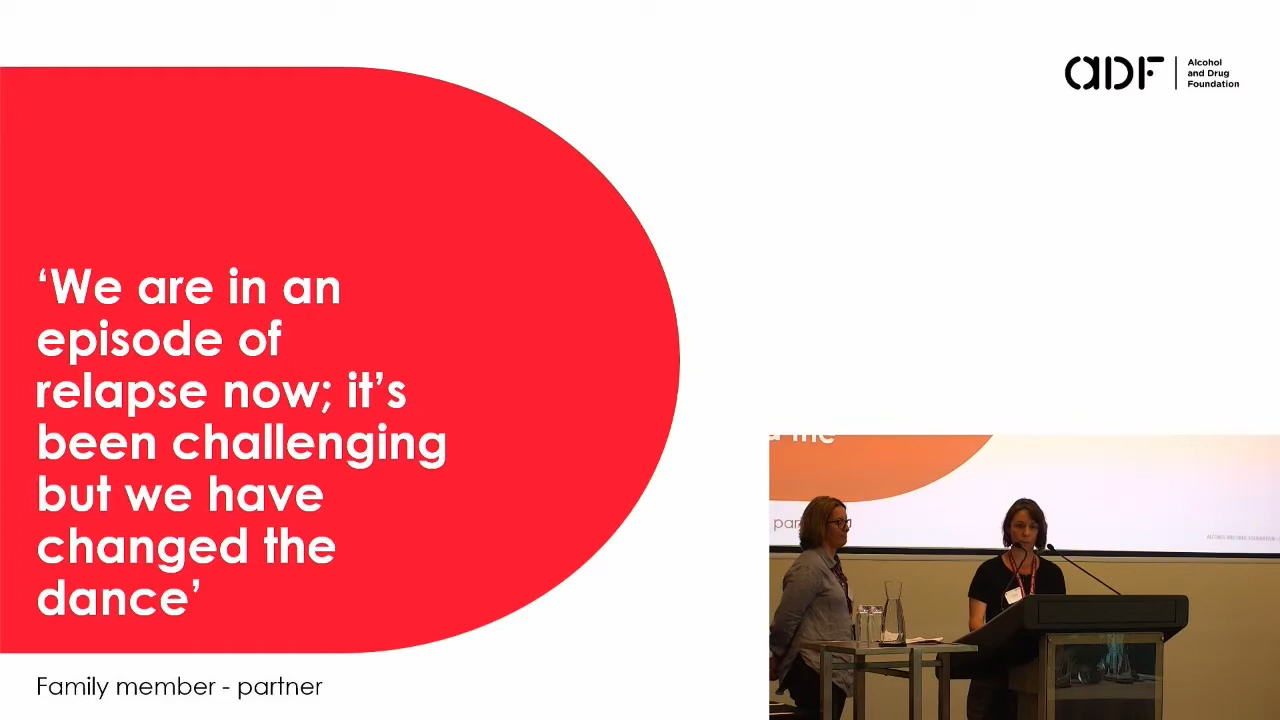 aDF
Alcohol
and Drug
Foundation
‘We are in an
episode of
relapse now; it’s
been challenging
but we have
changed the
dance’
Family member - partner
the